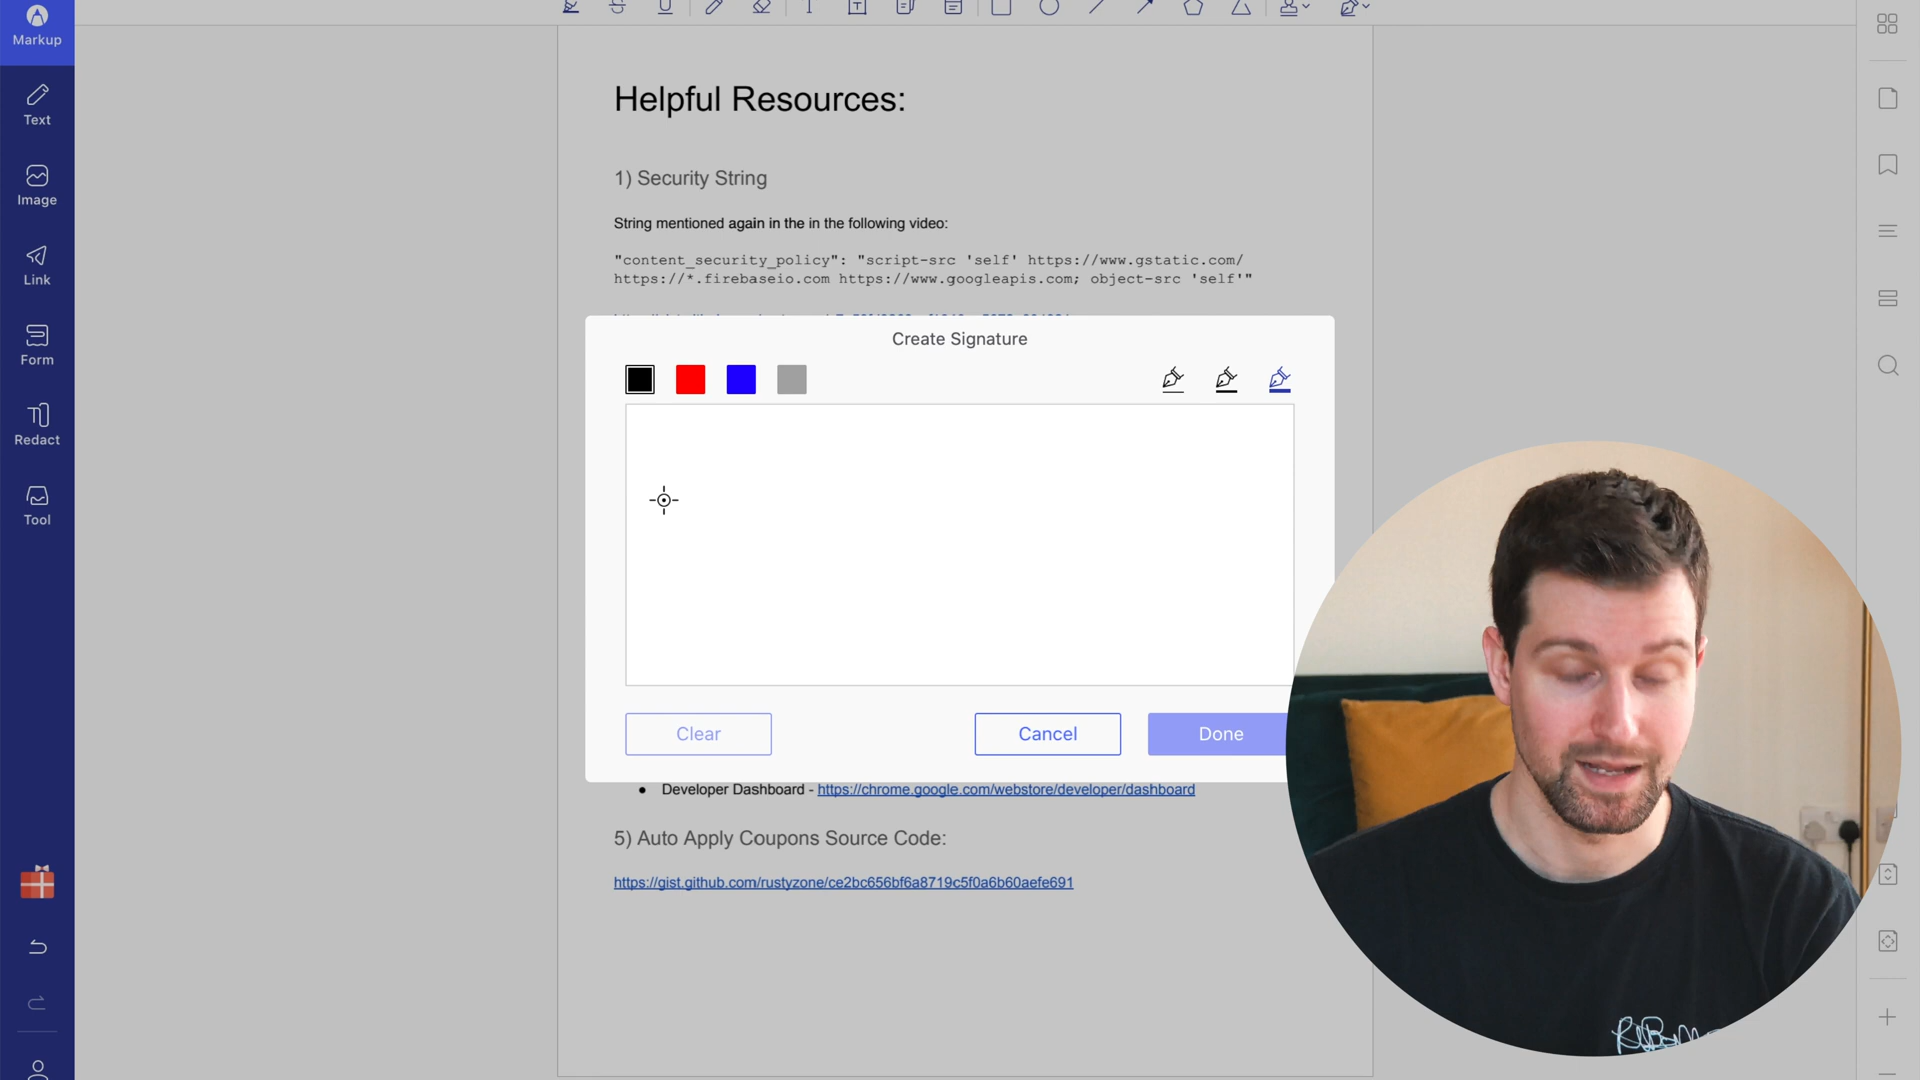 Markup
Text
Image
Link
Form
Redact
Tool
Helpful Resources:
1) Security String
String mentioned again in the in the following video:
"content_security_policy": "script-src 'self' https://www.gstatic.com/
https://*.firebaseio.com https://www.googleapis.com; object-src 'self'"
Create Signature
Clear
Cancel
Done
● Developer Dashboard - https://chrome.google.com/webstore/developer/dashboard
5) Auto Apply Coupons Source Code:
https://gist.github.com/rustyzone/ce2bc656bf6a8719c5f0a6b60aefe691